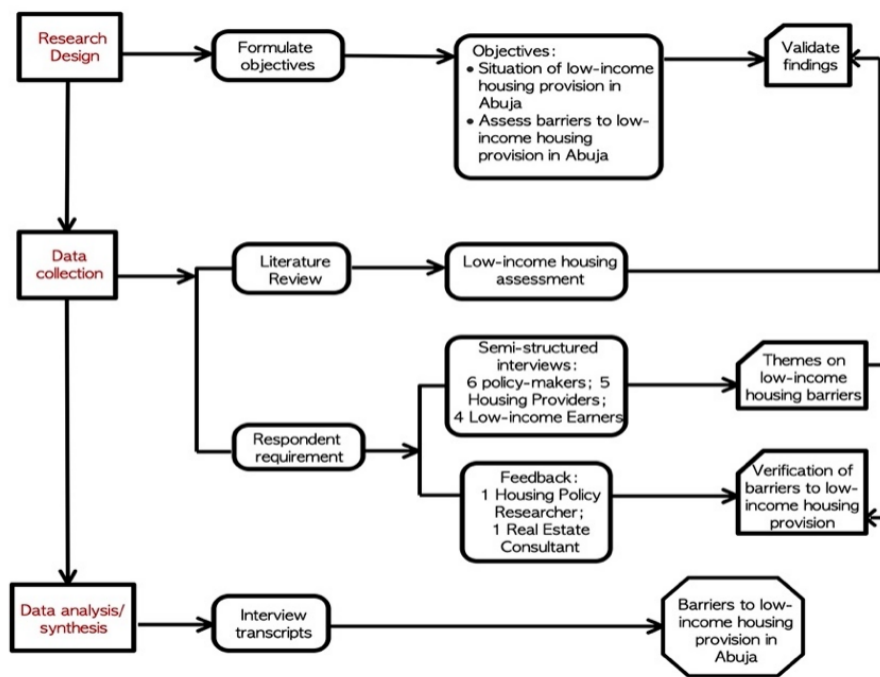 Research
Design
Formulate
objectives
Objectives:
• Situation of low-income
housing provision in
Abuja
• Assess barriers to low-
income housing
provision in Abuja
Validate
findings
Data
collection
Literature
Review
Low-income housing
assessment
Semi-structured
interviews:
6 policy-makers; 5
Housing Providers;
4 Low-income Earners
Themes on
low-income
housing barriers
Respondent
requirement
Feedback:
1 Housing Policy
Researcher;
1 Real Estate
Consultant
Verification of
barriers to low-
income housing
provision
Data analysis/
synthesis
Interview
transcripts
Barriers to low-
income housing
provision in
Abuja